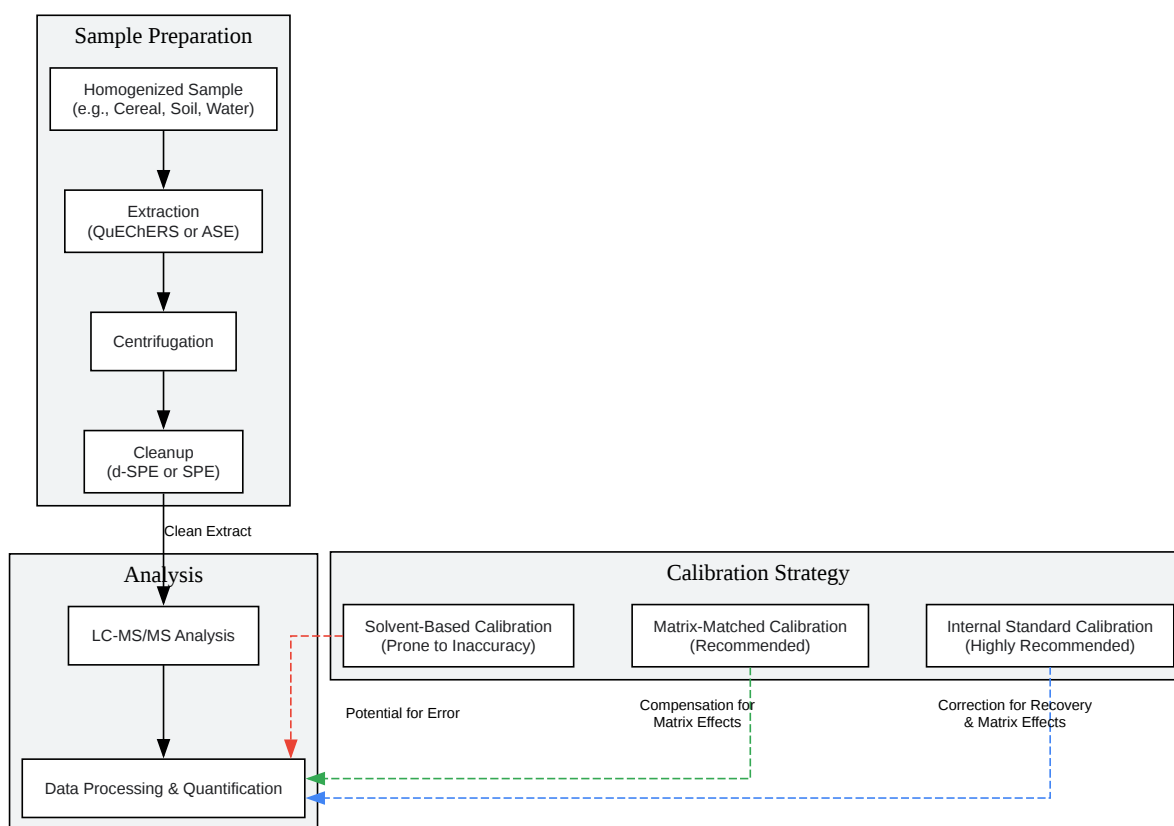 Sample Preparation
Homogenized Sample
(e.g., Cereal, Soil, Water)
Extraction
(QuEChERS or ASE)
Centrifugation
Cleanup
(d-SPE or SPE)
Clean Extract
Analysis
LC-MS/MS Analysis
Data Processing & Quantification
Calibration Strategy
Solvent-Based Calibration
(Prone to Inaccuracy)
Matrix-Matched Calibration
(Recommended)
Internal Standard Calibration
(Highly Recommended)
Potential for Error
Compensation for
Matrix Effects
Correction for Recovery
& Matrix Effects